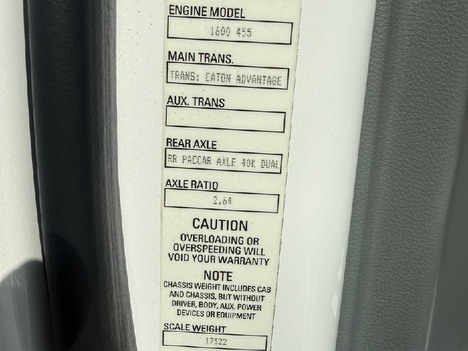 ENGINE MODEL
1600 455
MAIN TRANS.
TRANS: EATON ADVANTAGE
AUX. TRANS
REAR AXLE
RR PACCAR AXLE 40K DUAL
AXLE RATIO
2.64
CAUTION
OVERLOADING OR
OVERSPEEDING WILL
VOID YOUR WARRANTY
NOTE
CHASSIS WEIGHT INCLUDES CAB
AND CHASSIS, BUT WITHOUT
DRIVER, BODY, AUX. POWER
DEVICES OR EQUIPMENT
SCALE WEIGHT
17322